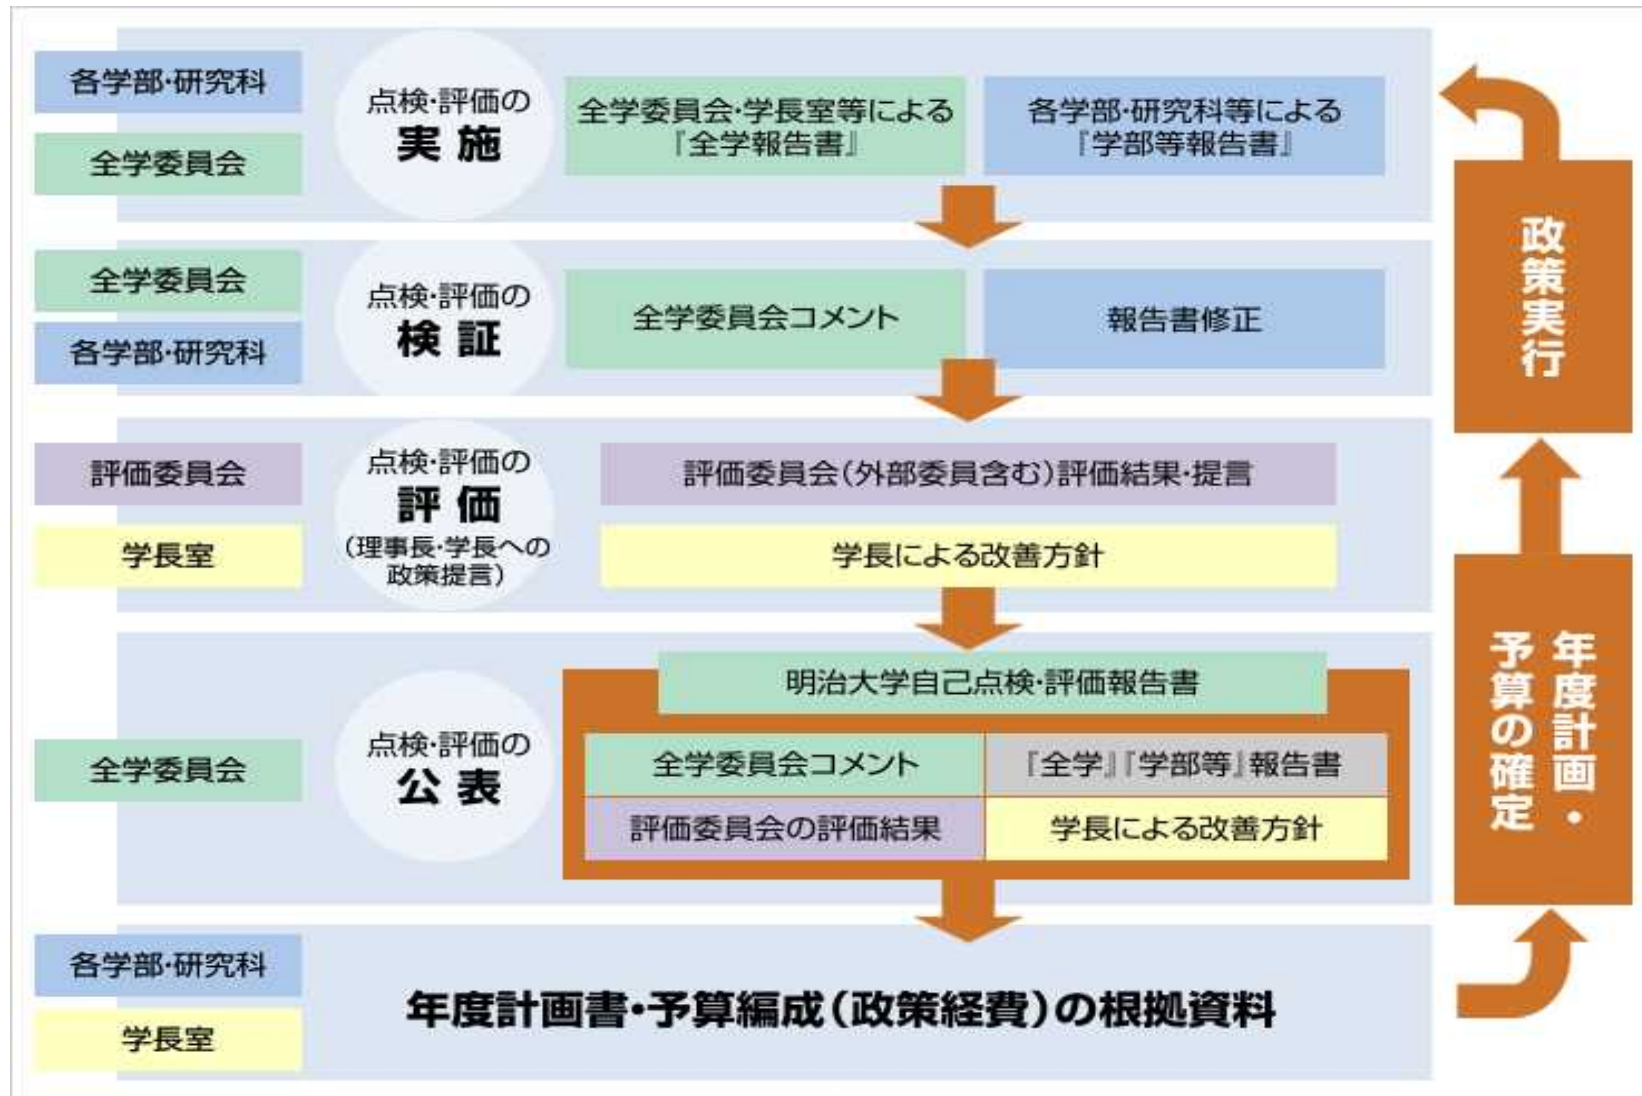 各学部・研究科
全学委員会
点検・評価の
実施
全学委員会・学長室等による
『全学報告書』
各学部・研究科等による
『学部等報告書』
全学委員会
各学部・研究科
点検・評価の
検証
全学委員会コメント
報告書修正
評価委員会
学長室
点検・評価の
評価
（理事長・学長への
政策提言）
評価委員会（外部委員含む）評価結果・提言
学長による改善方針
全学委員会
点検・評価の
公表
明治大学自己点検・評価報告書
全学委員会コメント
『全学』『学部等』報告書
評価委員会の評価結果
学長による改善方針
各学部・研究科
学長室
年度計画書・予算編成（政策経費）の根拠資料
政策実行
年度計画・
予算の確定